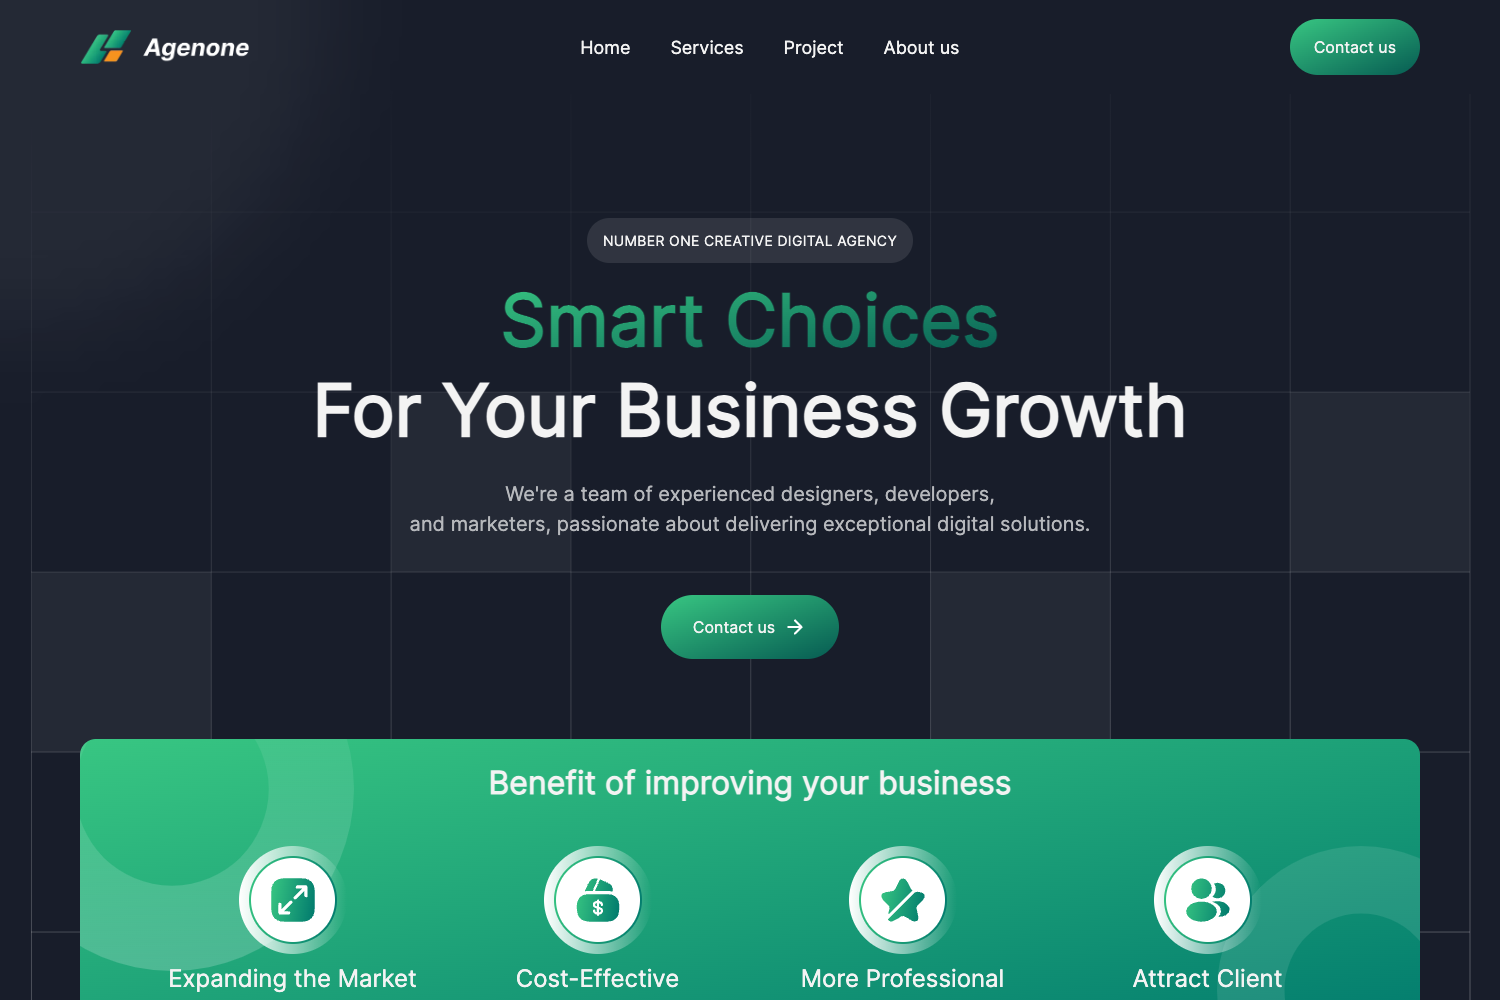 Agenone
Home
Services
Project
About us
Contact us
NUMBER ONE CREATIVE DIGITAL AGENCY
Smart Choices
For Your Business Growth
We're a team of experienced designers, developers,
and marketers, passionate about delivering exceptional digital solutions.
Contact us
Benefit of improving your business
$
Expanding the Market
Cost-Effective
More Professional
Attract Client